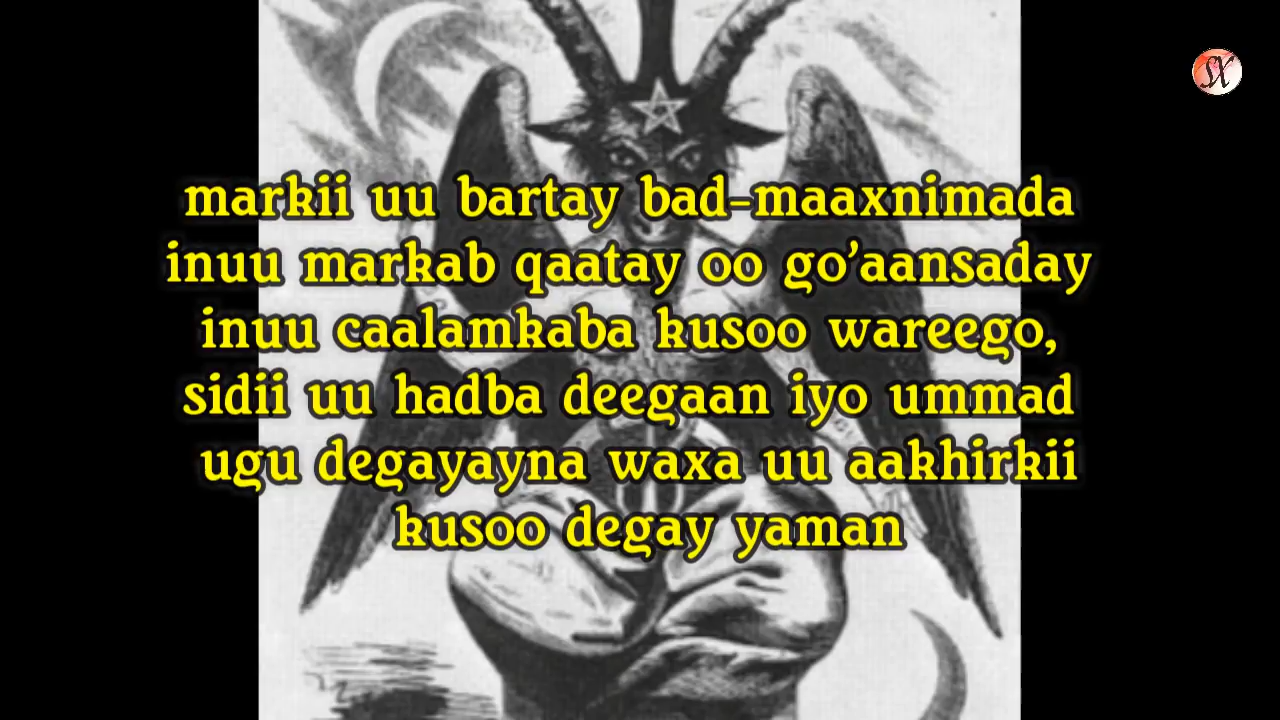 SX
markii uu bartay bad-maaxnimada
inuu markab qaatay oo go’aansaday
inuu caalamkaba kusoo wareego,
sidii uu hadba deegaan iyo ummad
ugu degayayna waxa uu aakhirkii
kusoo degay yaman